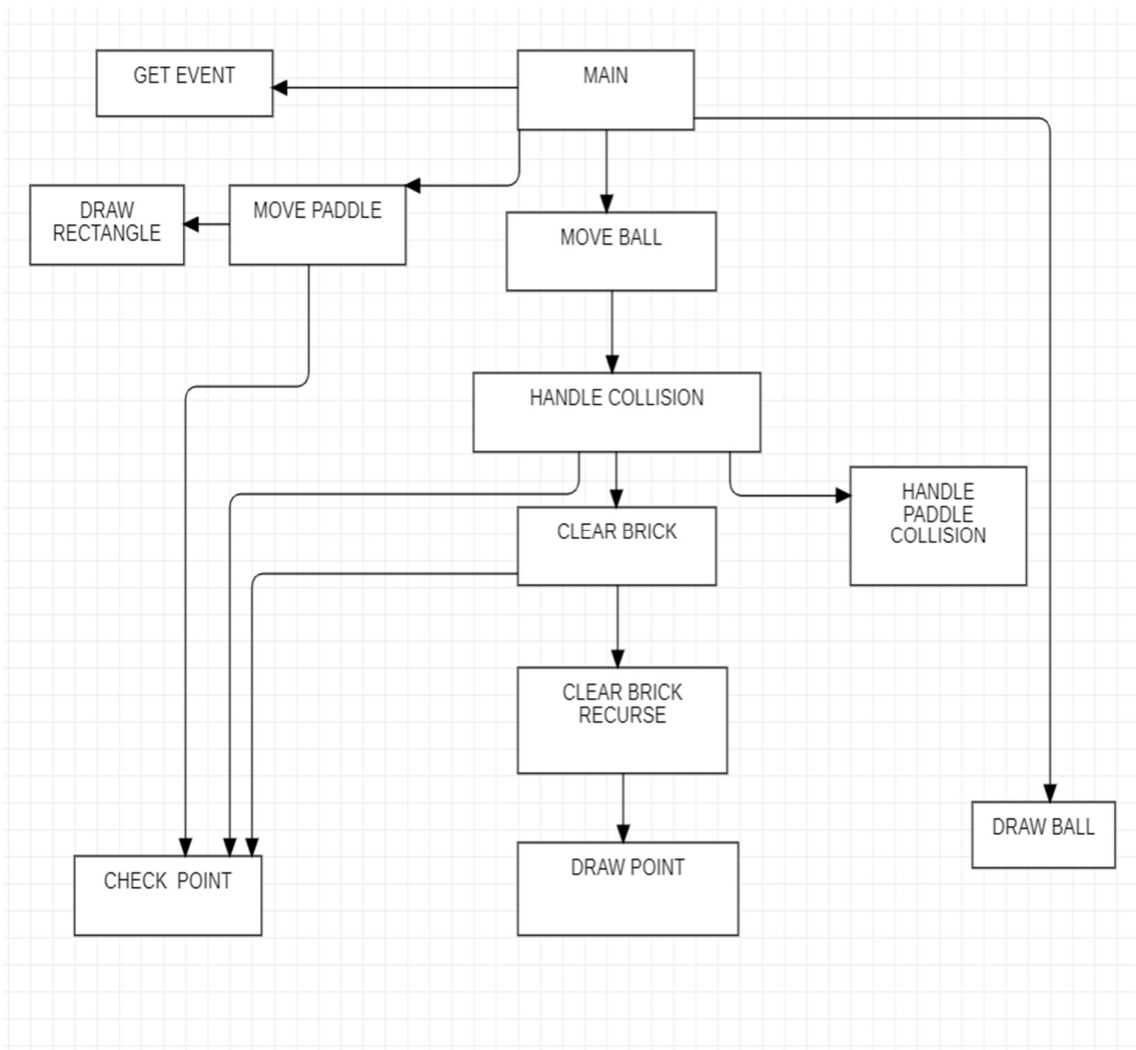 GET EVENT
MAIN
DRAW
RECTANGLE
MOVE PADDLE
MOVE BALL
HANDLE COLLISION
HANDLE
PADDLE
COLLISION
CLEAR BRICK
CLEAR BRICK
RECURSE
DRAW BALL
CHECK  POINT
DRAW POINT